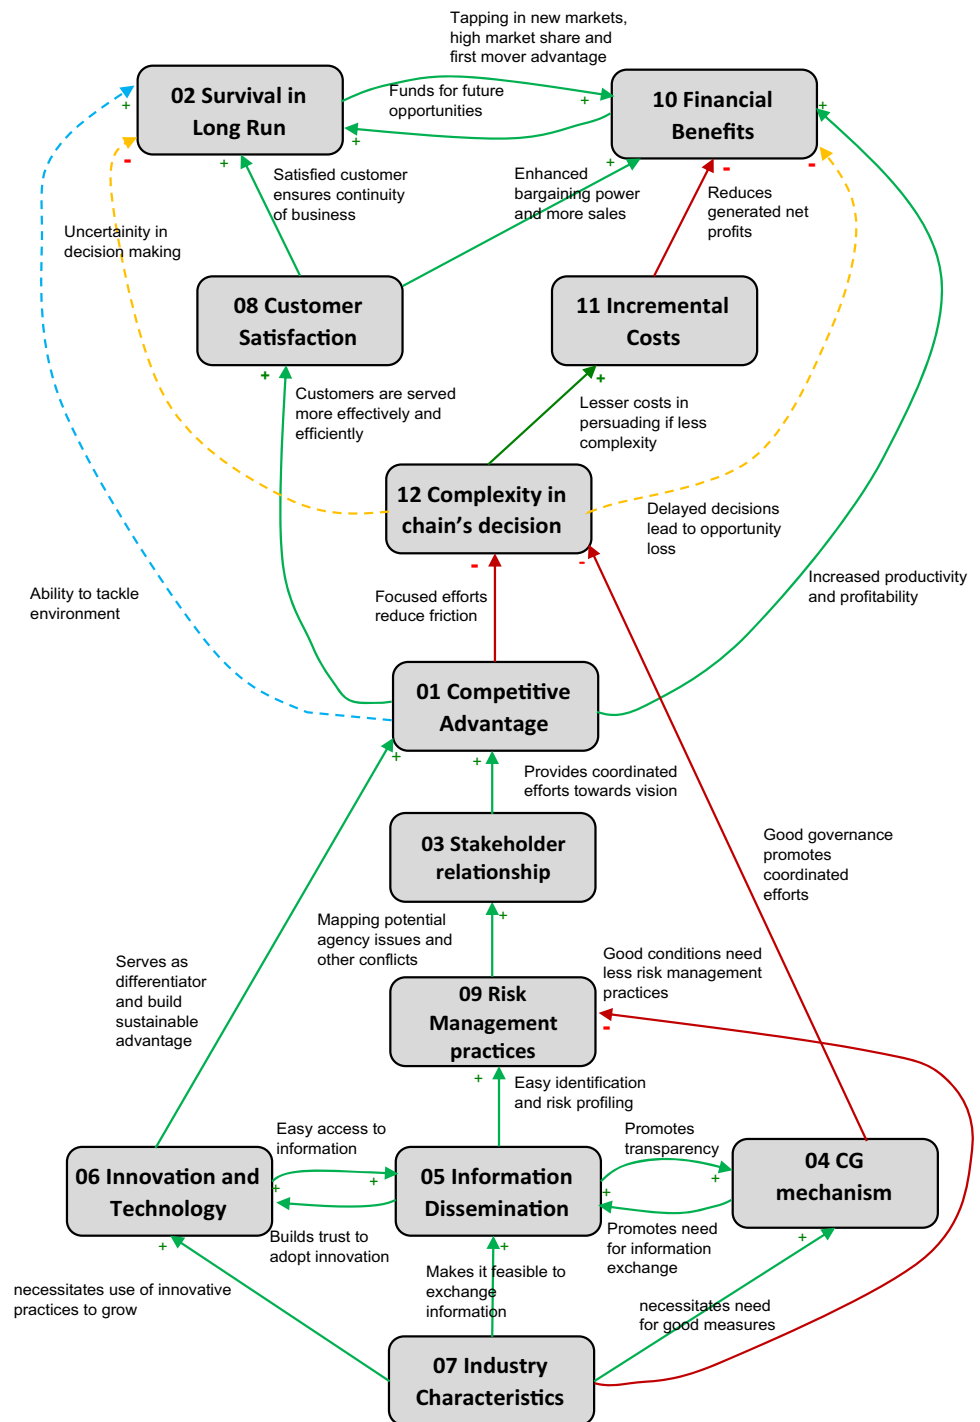 Tapping in new markets,
high market share and
first mover advantage
02 Survival in
Long Run
+
-
+
+
Funds for future
opportunities
+
10 Financial
Benefits
+
+
-
-
Satisfied customer
ensures continuity
of business
Enhanced
bargaining power
and more sales
Reduces
generated net
profits
Uncertainity in
decision making
08 Customer
Satisfaction
+
11 Incremental
Costs
+
Customers are served
more effectively and
efficiently
Lesser costs in
persuading if less
complexity
12 Complexity in
chain’s decision
-
-
Delayed decisions
lead to opportunity
loss
Ability to tackle
environment
Focused efforts
reduce friction
Increased productivity
and profitability
01 Competitive
Advantage
+
+
Provides coordinated
efforts towards vision
03 Stakeholder
relationship
+
Good governance
promotes
coordinated
efforts
Mapping potential
agency issues and
other conflicts
Serves as
differentiator
and build
sustainable
advantage
Good conditions need
less risk management
practices
09 Risk
Management
practices
-
+
Easy identification
and risk profiling
Easy access to
information
Promotes
transparency
06 Innovation and
Technology
+
+
+
05 Information
Dissemination
+
+
+
04 CG
mechanism
+
Builds trust to
adopt innovation
Promotes need
for information
exchange
necessitates use of innovative
practices to grow
Makes it feasible to
exchange
information
necessitates need
for good measures
07 Industry
Characteristics